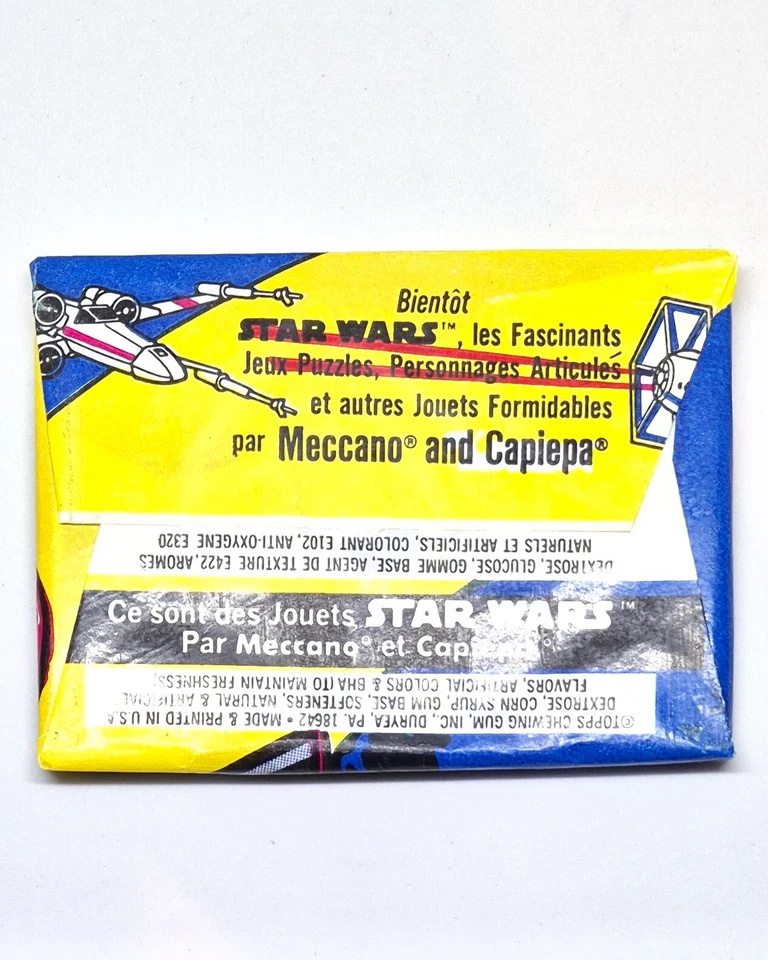 Bientôt
STAR WARS™, les Fascinants
Jeux Puzzles, Personnages Articulés
et autres Jouets Formidables
par Meccano® and Capiepa®
DEXTROSE, GLUCOSE, GOMME BASE, AGENT DE TEXTURE E422, AROMES
NATURELS ET ARTIFICIELS, COLORANT E102, ANTI-OXYGENE E320
Ce sont des Jouets STAR WARS™
Par Meccano® et Capiepa®
©TOPPS CHEWING GUM, INC., DURYEA, PA. 18642 • MADE & PRINTED IN U.S.A
DEXTROSE, CORN SYRUP, GUM BASE, SOFTENERS, NATURAL & ARTIFICIAL
FLAVORS, ARTIFICIAL COLORS & BHA (TO MAINTAIN FRESHNESS)